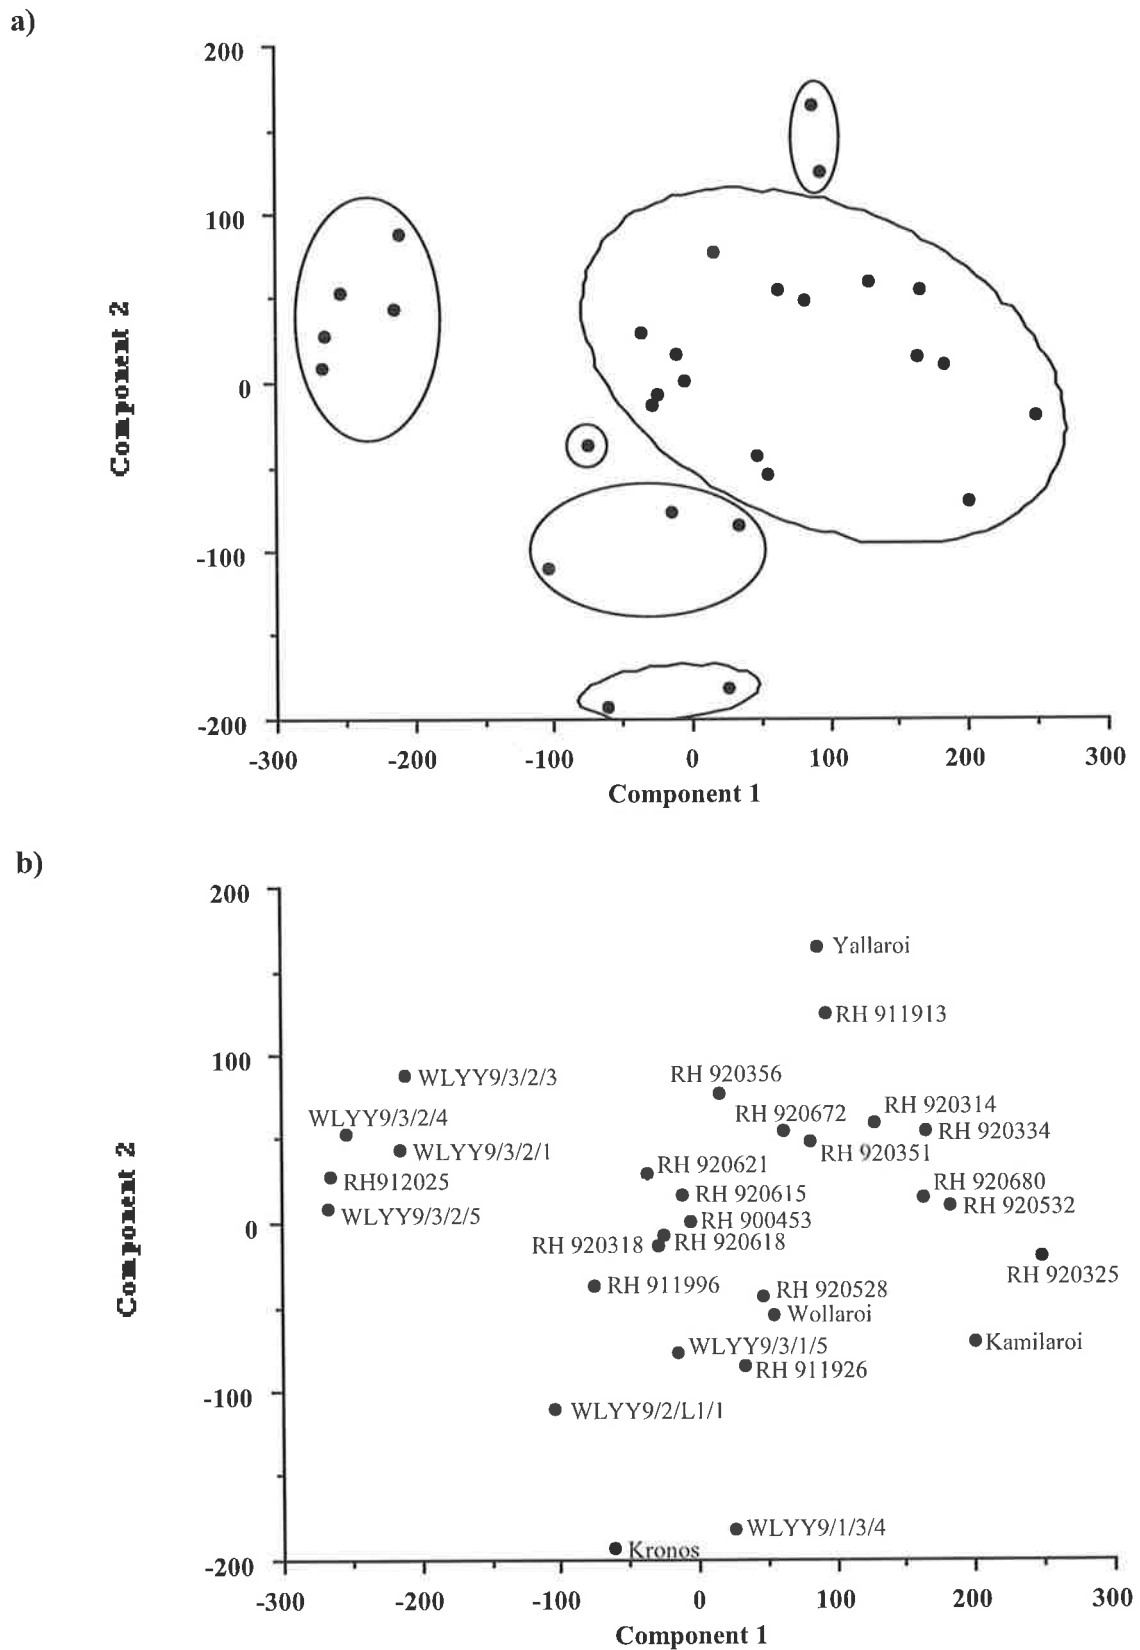 a)
200
100
0
-100
-200
Component 2
-300
-200
-100
0
100
200
300
Component 1
b)
200
100
0
-100
-200
Component 2
Yallaroi
RH 911913
RH 920356
WLYY9/3/2/3
RH 920314
WLYY9/3/2/4
RH 920672
RH 920334
WLYY9/3/2/1
RH 920351
RH 920621
RH912025
RH 920680
RH 920615
RH 920532
WLYY9/3/2/5
RH 900453
RH 920318
RH 920618
RH 920325
RH 911996
RH 920528
Wollaroi
WLYY9/3/1/5
Kamilaroi
RH 911926
WLYY9/2/L1/1
WLYY9/1/3/4
Kronos
-300
-200
-100
0
100
200
300
Component 1